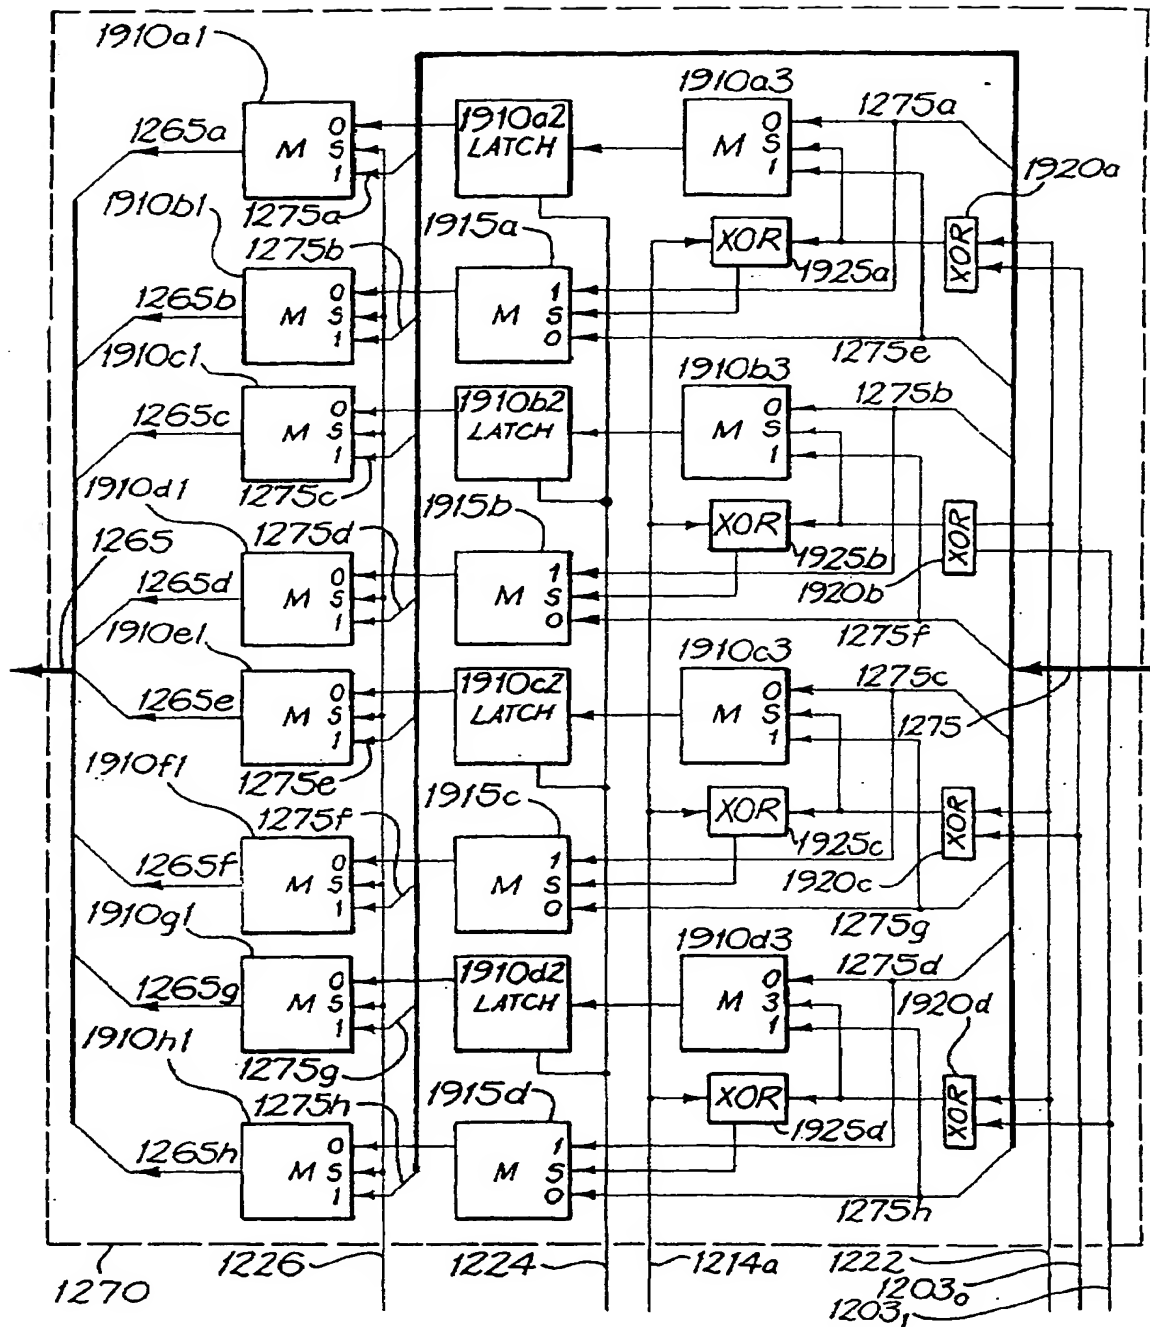 1910a1
1910a3
1275a
1265a
M
0
S
1
1910a2
LATCH
M
0
S
1
1920a
1275a
1910b1
1915a
XOR
XOR
1275b
1925a
1265b
M
0
S
1
M
1
S
0
1275e
1910c1
1910b3
1265c
M
0
S
1
1910b2
LATCH
M
0
S
1
1275b
1275c
1910d1
1265
1915b
XOR
XOR
1275d
1925b
1920b
1265d
M
0
S
1
M
1
S
0
1275f
1910e1
1910c3
1265e
M
0
S
1
1910c2
LATCH
M
0
S
1
1275c
1275
1275e
1910f1
1915c
XOR
XOR
1275f
1925c
1920c
1265f
M
0
S
1
M
1
S
0
1275g
1910g1
1910d3
1275d
1265g
M
0
S
1
1910d2
LATCH
M
0
3
1
1920d
1910h1
1275g
1275h
1915d
XOR
XOR
1925d
1265h
M
0
S
1
M
1
S
0
1275h
1270
1226
1224
1214a
1222
1203₀
1203₁